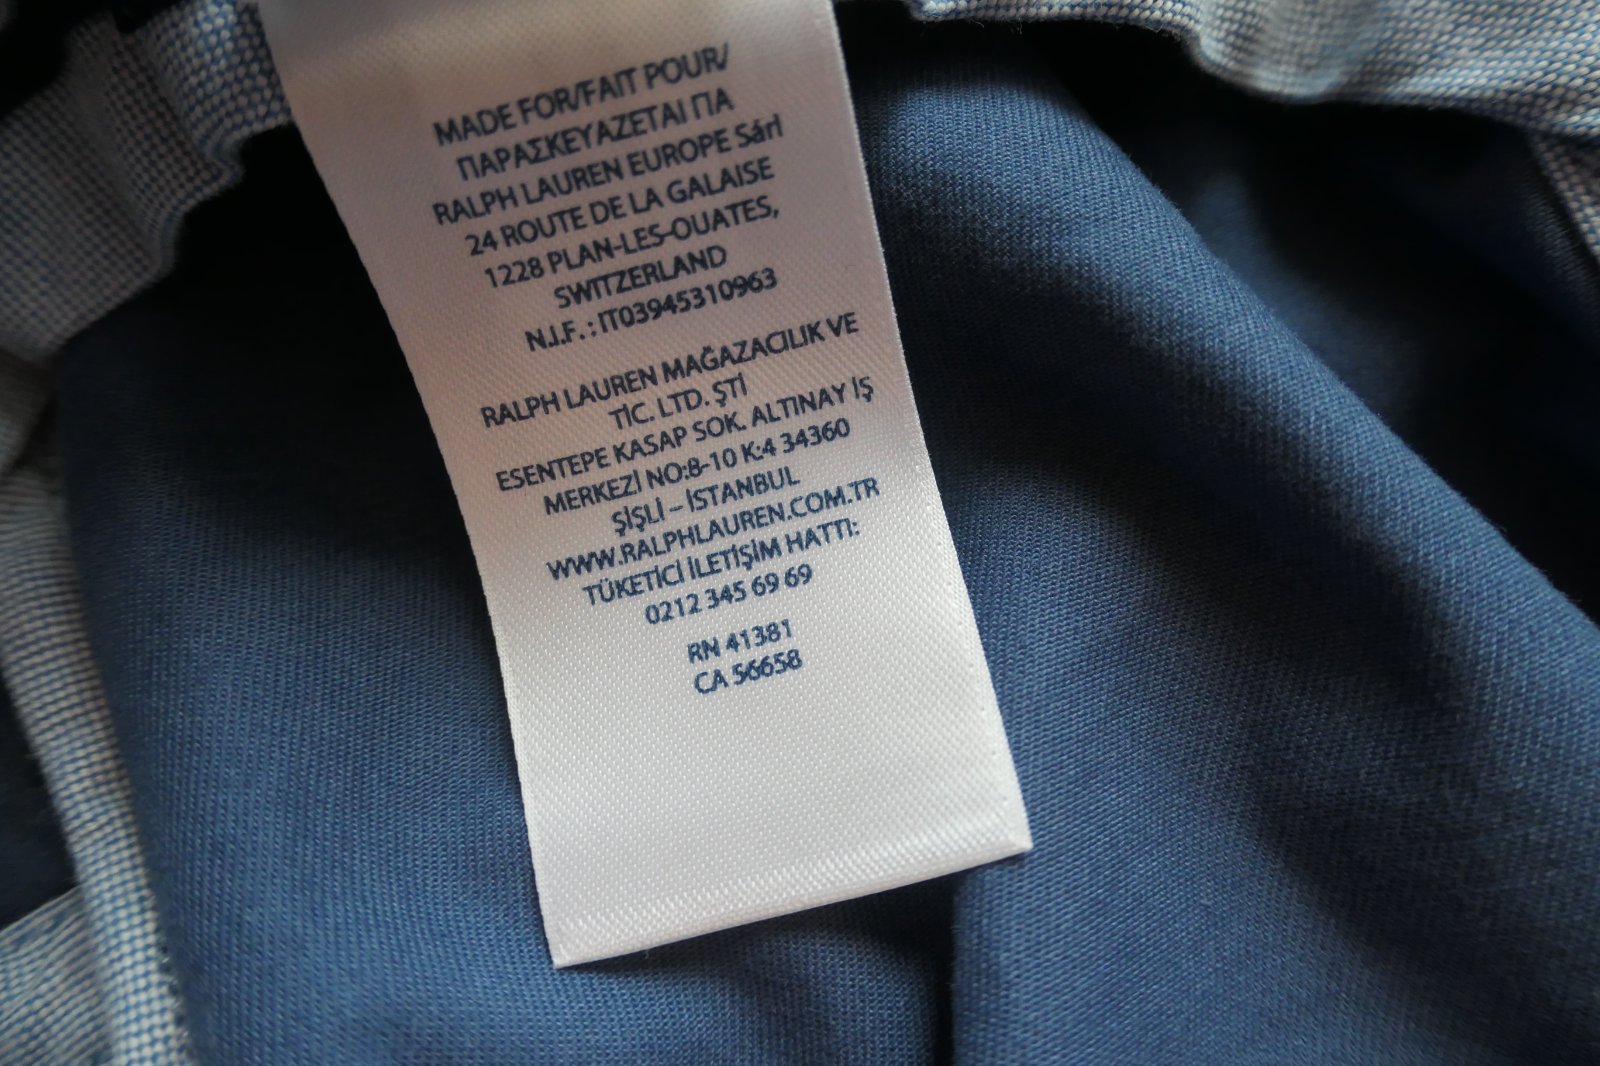 MADE FOR/FAIT POUR/
ΠΑΡΑΣΚΕΥΑΖΕΤΑΙ ΠΑ
RALPH LAUREN EUROPE Sárl
24 ROUTE DE LA GALAISE
1228 PLAN-LES-OUATES,
SWITZERLAND
N.I.F. : IT03945310963
RALPH LAUREN MAĞAZACILIK VE
TİC. LTD. ŞTİ
ESENTEPE KASAP SOK. ALTINAY İŞ
MERKEZİ NO:8-10 K:4 34360
ŞİŞLİ – İSTANBUL
WWW.RALPHLAUREN.COM.TR
TÜKETİCİ İLETİŞİM HATTI:
0212 345 69 69
RN 41381
CA 56658